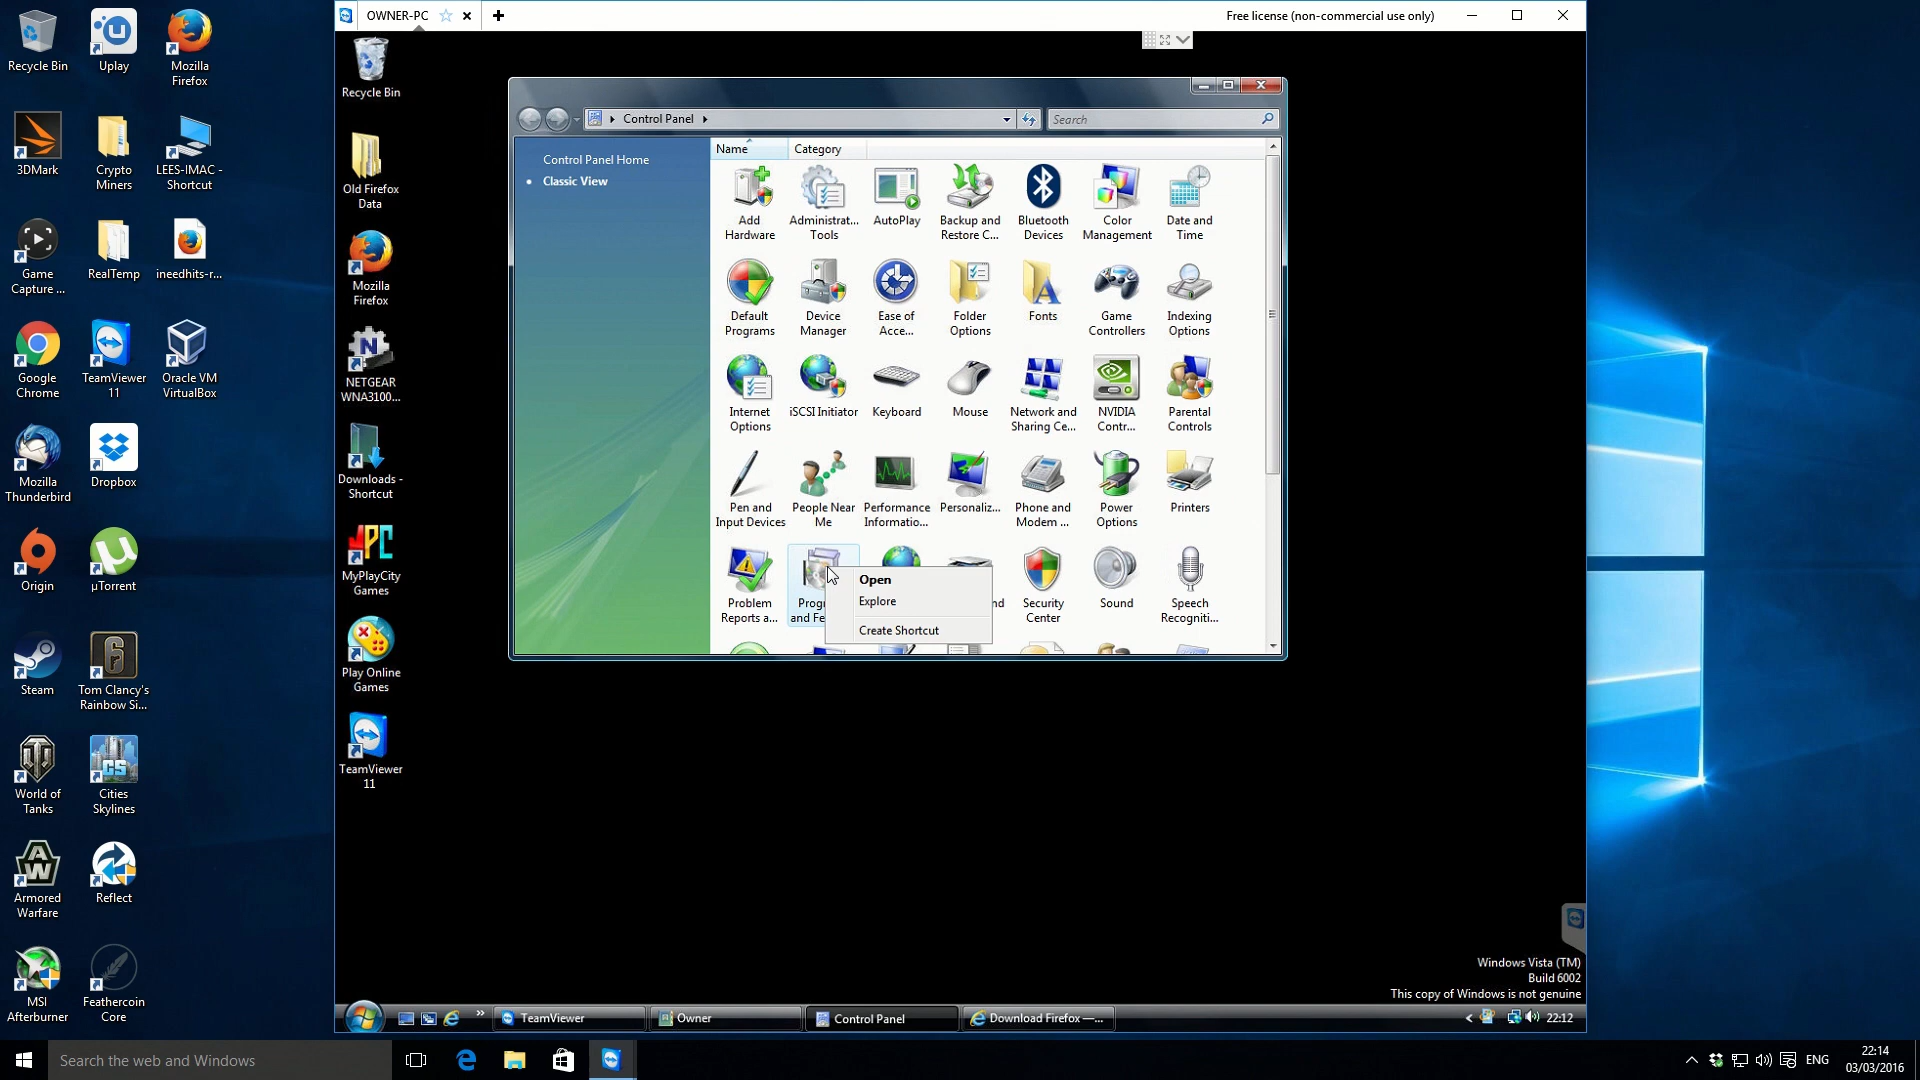 Recycle Bin
Uplay
Mozilla
Firefox
3DMark
Crypto
Miners
LEES-IMAC -
Shortcut
Game
Capture ...
RealTemp
ineedhits-r...
Google
Chrome
TeamViewer
11
Oracle VM
VirtualBox
Mozilla
Thunderbird
Dropbox
Origin
µTorrent
Steam
Tom Clancy's
Rainbow Si...
World of
Tanks
Cities
Skylines
Armored
Warfare
Reflect
MSI
Afterburner
Feathercoin
Core
OWNER-PC
Free license (non-commercial use only)
Recycle Bin
Old Firefox
Data
Mozilla
Firefox
NETGEAR
WNA3100...
Downloads -
Shortcut
MyPlayCity
Games
Play Online
Games
TeamViewer
11
Control Panel
Search
Control Panel Home
Classic View
Name
Category
Add
Hardware
Administrat...
Tools
AutoPlay
Backup and
Restore C...
Bluetooth
Devices
Color
Management
Date and
Time
Default
Programs
Device
Manager
Ease of
Acce...
Folder
Options
Fonts
Game
Controllers
Indexing
Options
Internet
Options
iSCSI Initiator
Keyboard
Mouse
Network and
Sharing Ce...
NVIDIA
Contr...
Parental
Controls
Pen and
Input Devices
People Near
Me
Performance
Informatio...
Personaliz...
Phone and
Modem ...
Power
Options
Printers
Problem
Reports a...
Open
Explore
Create Shortcut
Security
Center
Sound
Speech
Recogniti...
Windows Vista (TM)
Build 6002
This copy of Windows is not genuine
TeamViewer
Owner
Control Panel
Download Firefox —...
22:12
Search the web and Windows
ENG
22:14
03/03/2016